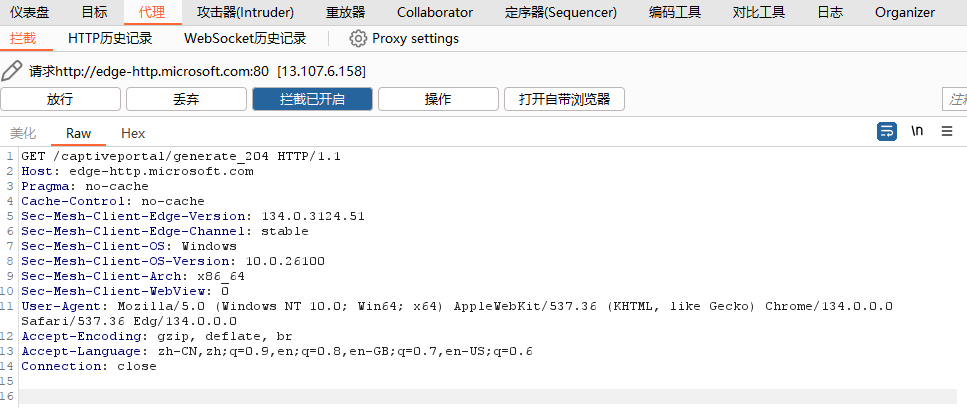 仪表盘 目标 代理 攻击器(Intruder) 重放器 Collaborator 定序器(Sequencer) 编码工具 对比工具 日志 Organizer
拦截 HTTP历史记录 WebSocket历史记录 Proxy settings
请求http://edge-http.microsoft.com:80 [13.107.6.158]
放行 丢弃 拦截已开启 操作 打开自带浏览器
美化 Raw Hex \n
1 GET /captiveportal/generate_204 HTTP/1.1
2 Host: edge-http.microsoft.com
3 Pragma: no-cache
4 Cache-Control: no-cache
5 Sec-Mesh-Client-Edge-Version: 134.0.3124.51
6 Sec-Mesh-Client-Edge-Channel: stable
7 Sec-Mesh-Client-OS: Windows
8 Sec-Mesh-Client-OS-Version: 10.0.26100
9 Sec-Mesh-Client-Arch: x86_64
10 Sec-Mesh-Client-WebView: 0
11 User-Agent: Mozilla/5.0 (Windows NT 10.0; Win64; x64) AppleWebKit/537.36 (KHTML, like Gecko) Chrome/134.0.0.0
Safari/537.36 Edg/134.0.0.0
12 Accept-Encoding: gzip, deflate, br
13 Accept-Language: zh-CN,zh;q=0.9,en;q=0.8,en-GB;q=0.7,en-US;q=0.6
14 Connection: close
15
16